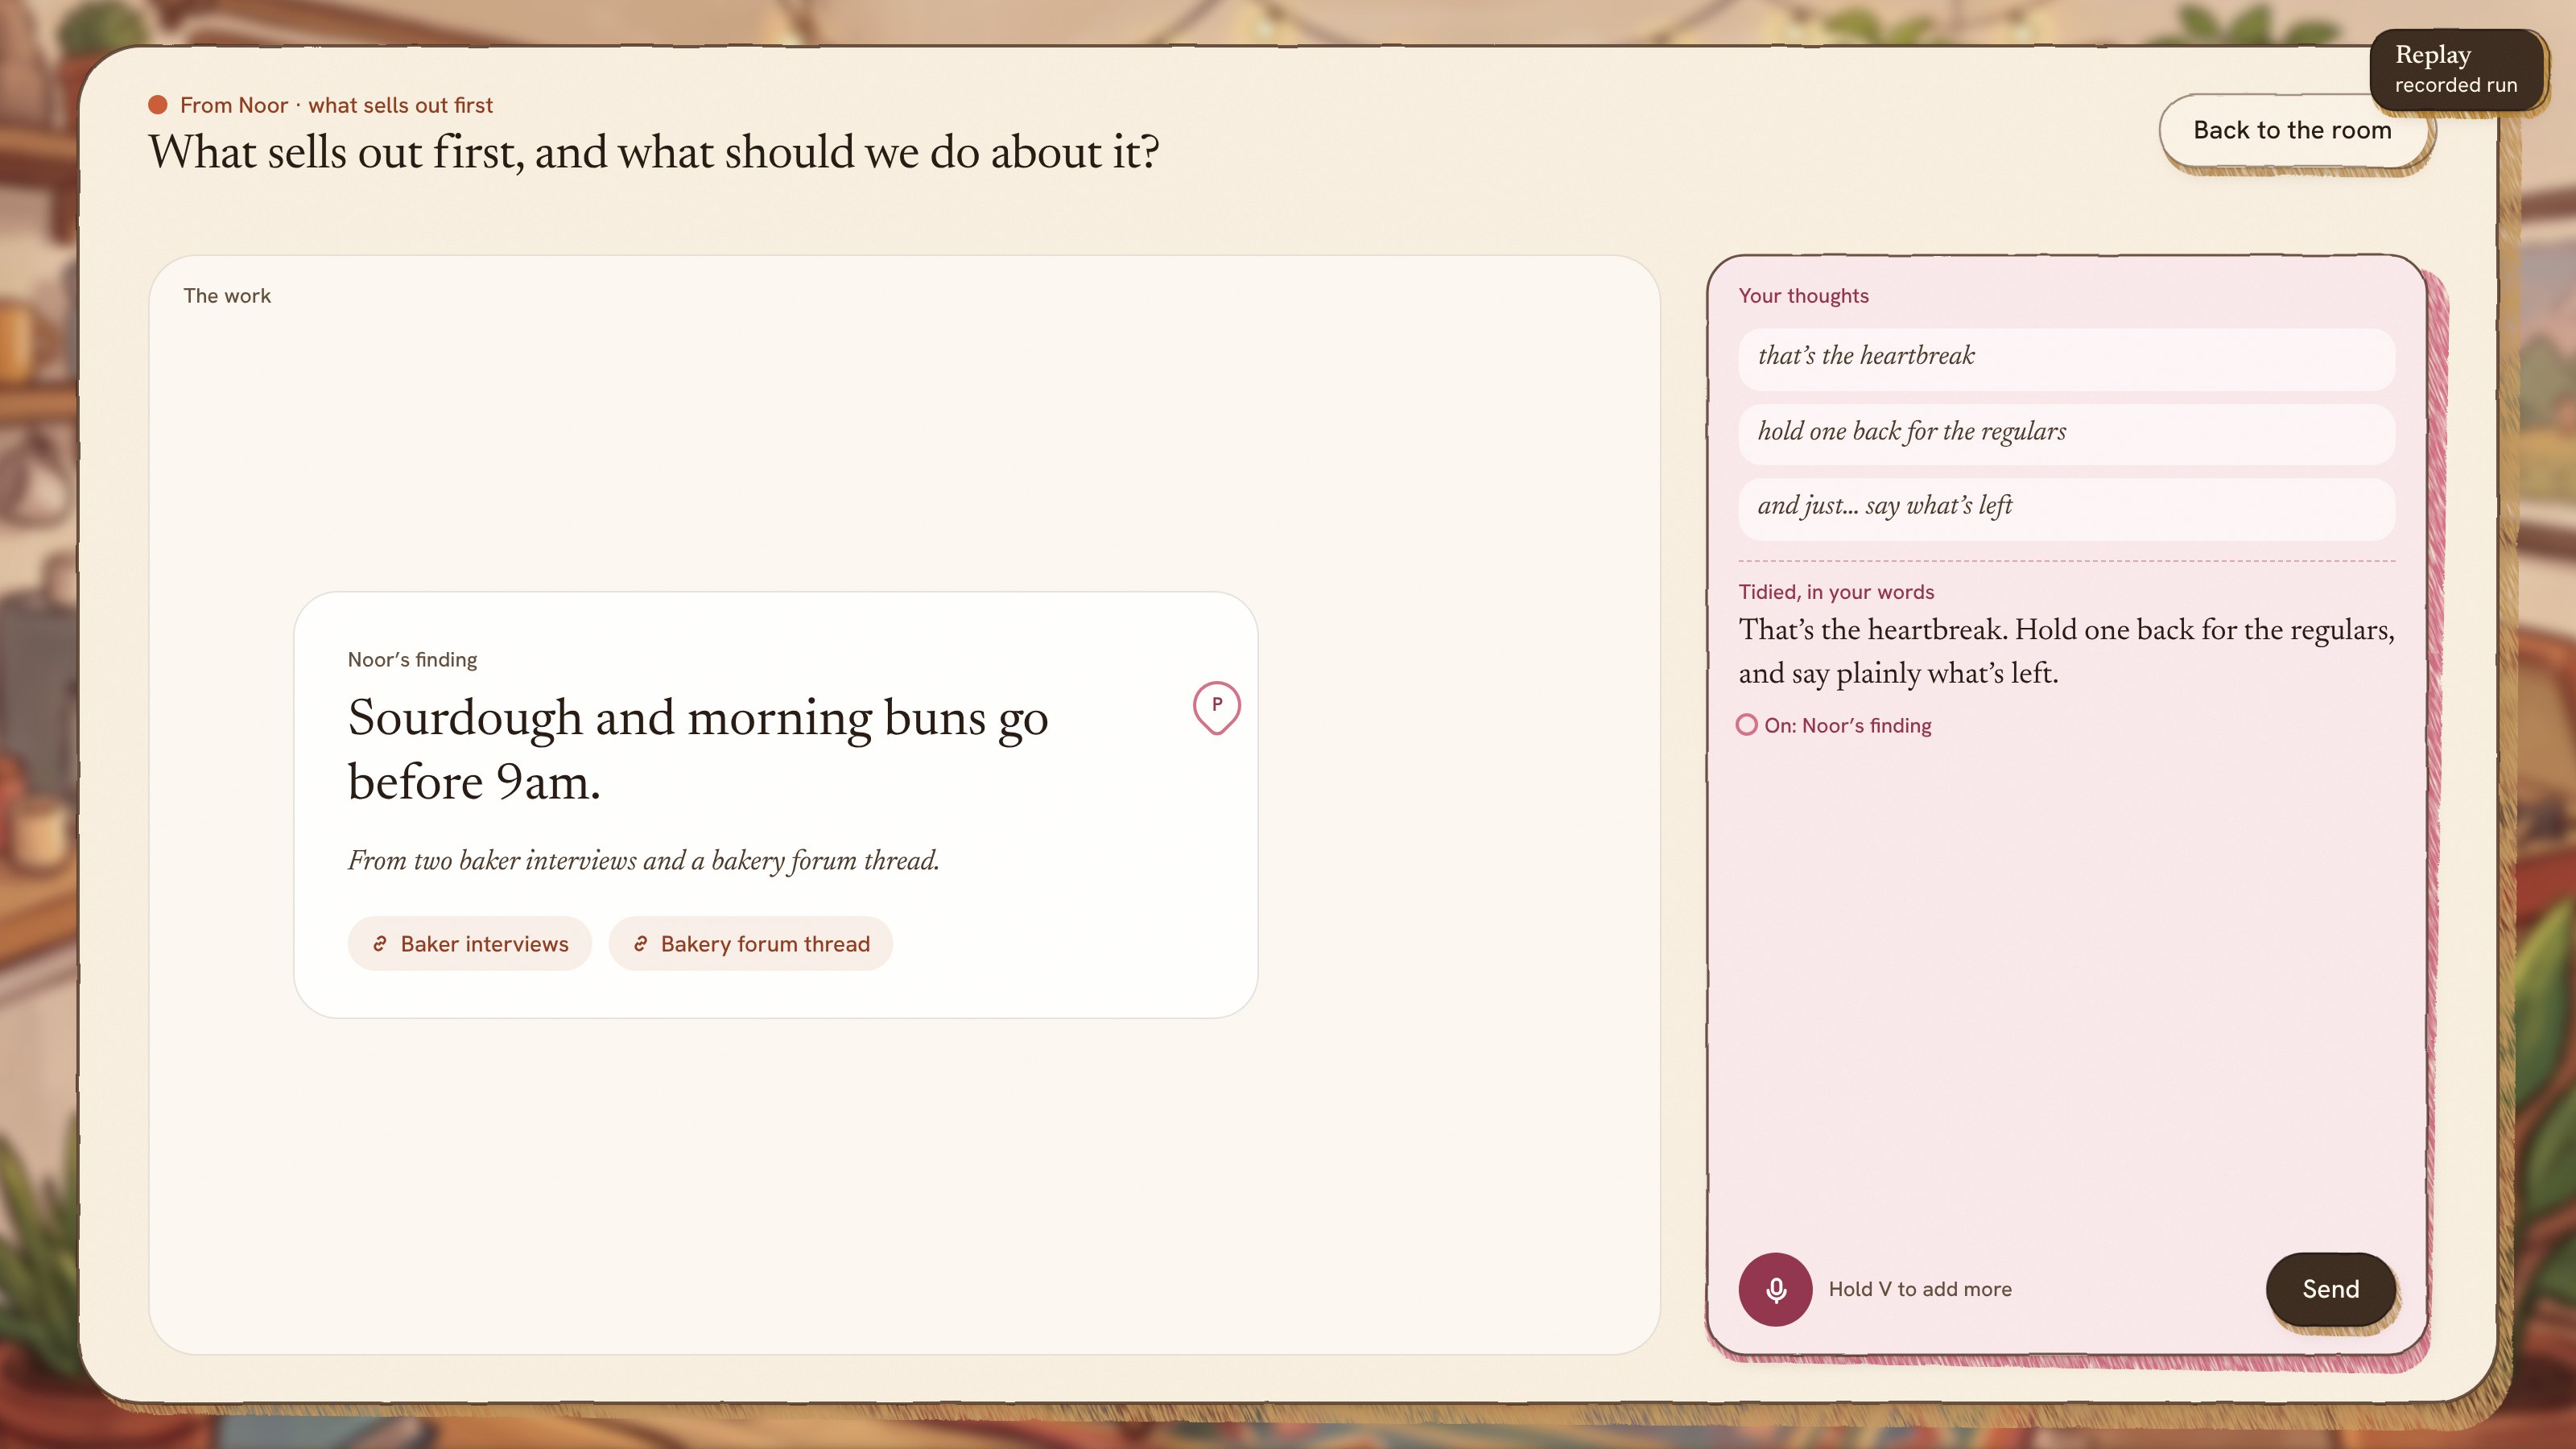 Replay
recorded run
From Noor · what sells out first
What sells out first, and what should we do about it?
Back to the room
The work
Noor’s finding
Sourdough and morning buns go
before 9am.
P
From two baker interviews and a bakery forum thread.
Baker interviews
Bakery forum thread
Your thoughts
that’s the heartbreak
hold one back for the regulars
and just... say what’s left
Tidied, in your words
That’s the heartbreak. Hold one back for the regulars,
and say plainly what’s left.
On: Noor’s finding
Hold V to add more
Send